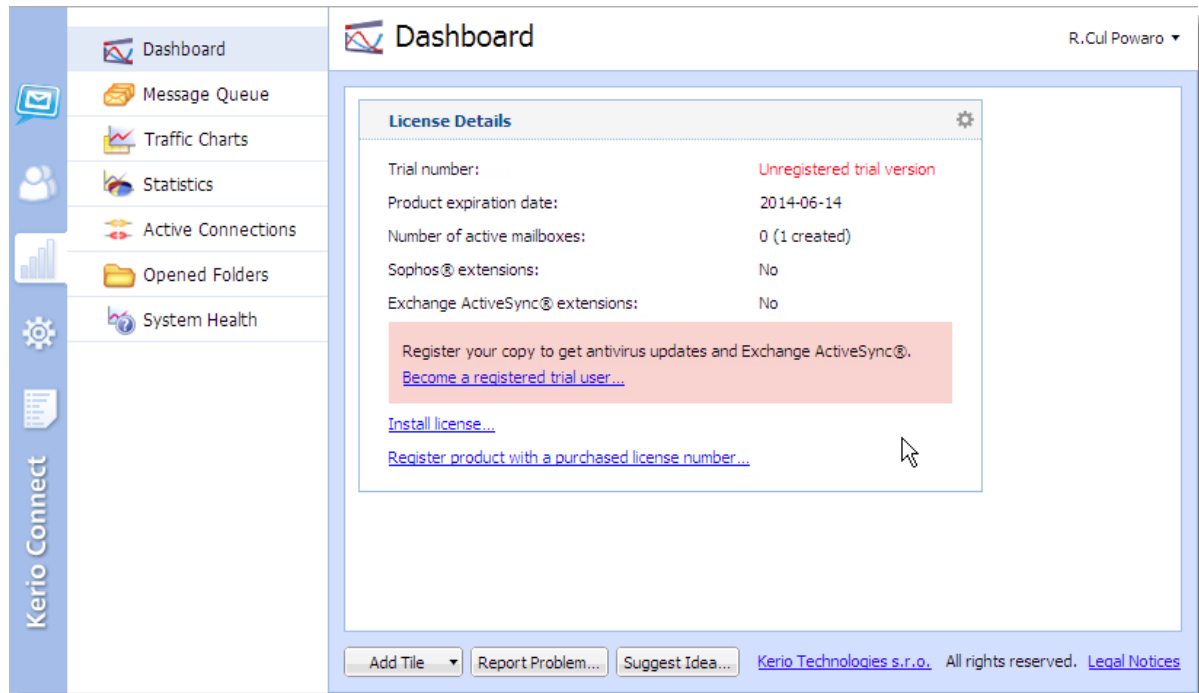 Dashboard
Message Queue
Traffic Charts
Statistics
Active Connections
Opened Folders
System Health
Kerio Connect
Dashboard
R.Cul Powaro
License Details
Trial number: Unregistered trial version
Product expiration date: 2014-06-14
Number of active mailboxes: 0 (1 created)
Sophos® extensions: No
Exchange ActiveSync® extensions: No
Register your copy to get antivirus updates and Exchange ActiveSync®.
Become a registered trial user...
Install license...
Register product with a purchased license number...
Add Tile Report Problem... Suggest Idea... Kerio Technologies s.r.o. All rights reserved. Legal Notices